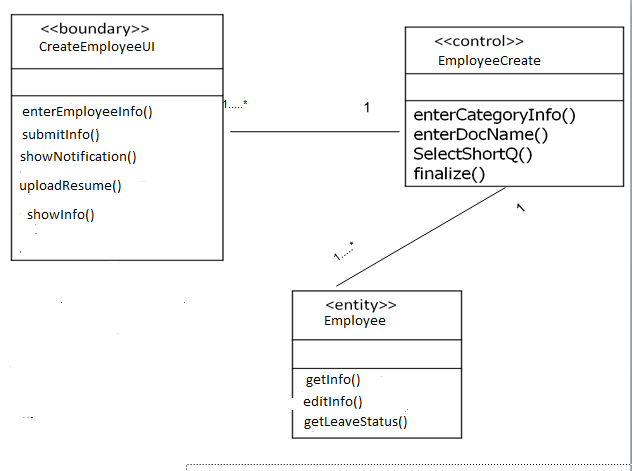 <<boundary>>
CreateEmployeeUI
enterEmployeeInfo()
submitInfo()
showNotification()
uploadResume()
showInfo()
1.....*
1
<<control>>
EmployeeCreate
enterCategoryInfo()
enterDocName()
SelectShortQ()
finalize()
1
1....*
<entity>>
Employee
getInfo()
editInfo()
getLeaveStatus()